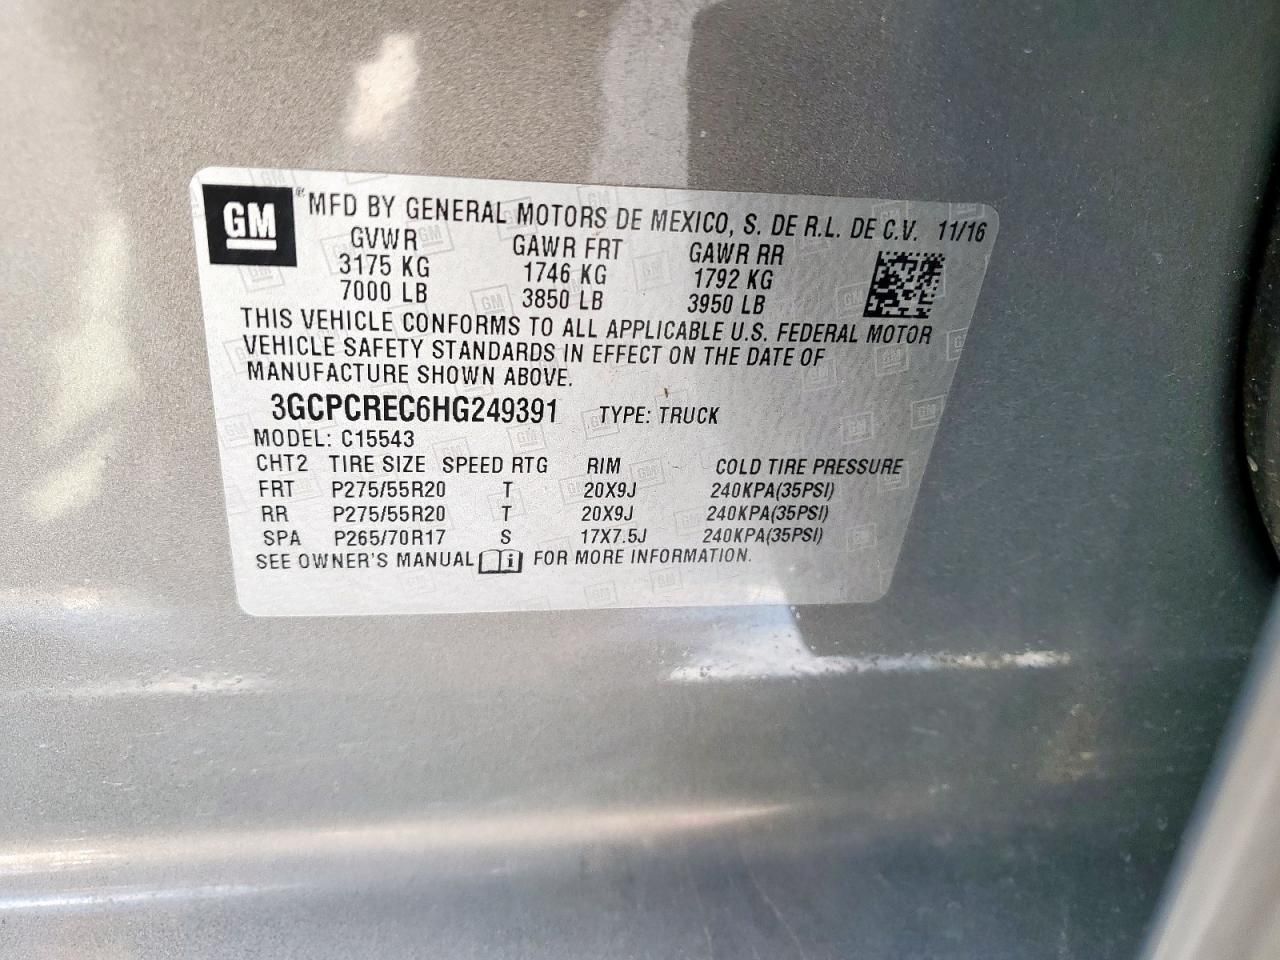 GM ® MFD BY GENERAL MOTORS DE MEXICO, S. DE R.L. DE C.V. 11/16
GVWR GAWR FRT GAWR RR
3175 KG 1746 KG 1792 KG
7000 LB 3850 LB 3950 LB
THIS VEHICLE CONFORMS TO ALL APPLICABLE U.S. FEDERAL MOTOR
VEHICLE SAFETY STANDARDS IN EFFECT ON THE DATE OF
MANUFACTURE SHOWN ABOVE.
3GCPCREC6HG249391 TYPE: TRUCK
MODEL: C15543
CHT2 TIRE SIZE SPEED RTG RIM COLD TIRE PRESSURE
FRT P275/55R20 T 20X9J 240KPA(35PSI)
RR P275/55R20 T 20X9J 240KPA(35PSI)
SPA P265/70R17 S 17X7.5J 240KPA(35PSI)
SEE OWNER'S MANUAL i FOR MORE INFORMATION.